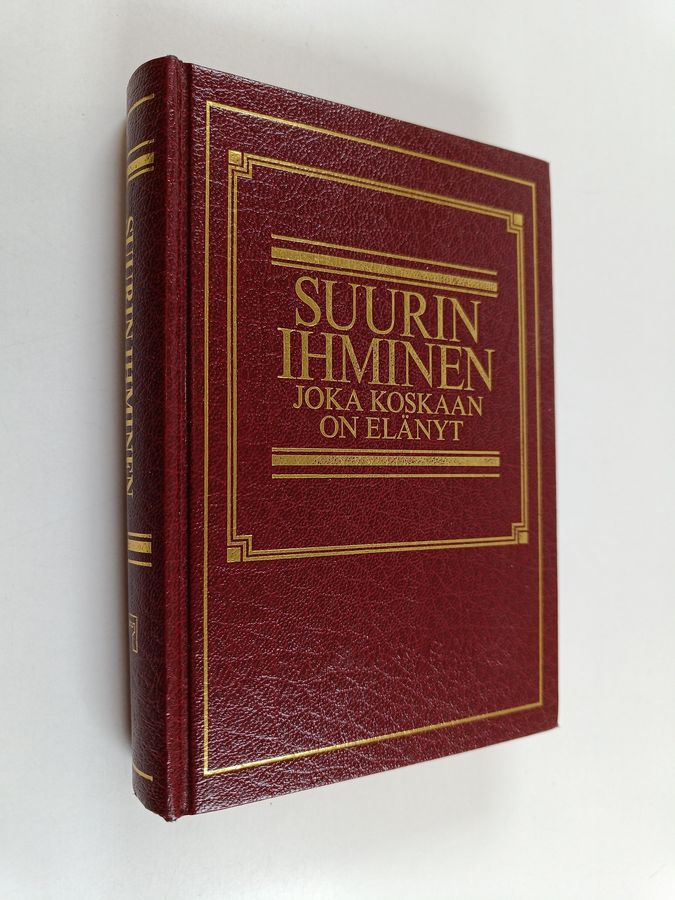 SUURIN
IHMINEN
JOKA KOSKAAN
ON ELÄNYT
SUURIN IHMINEN